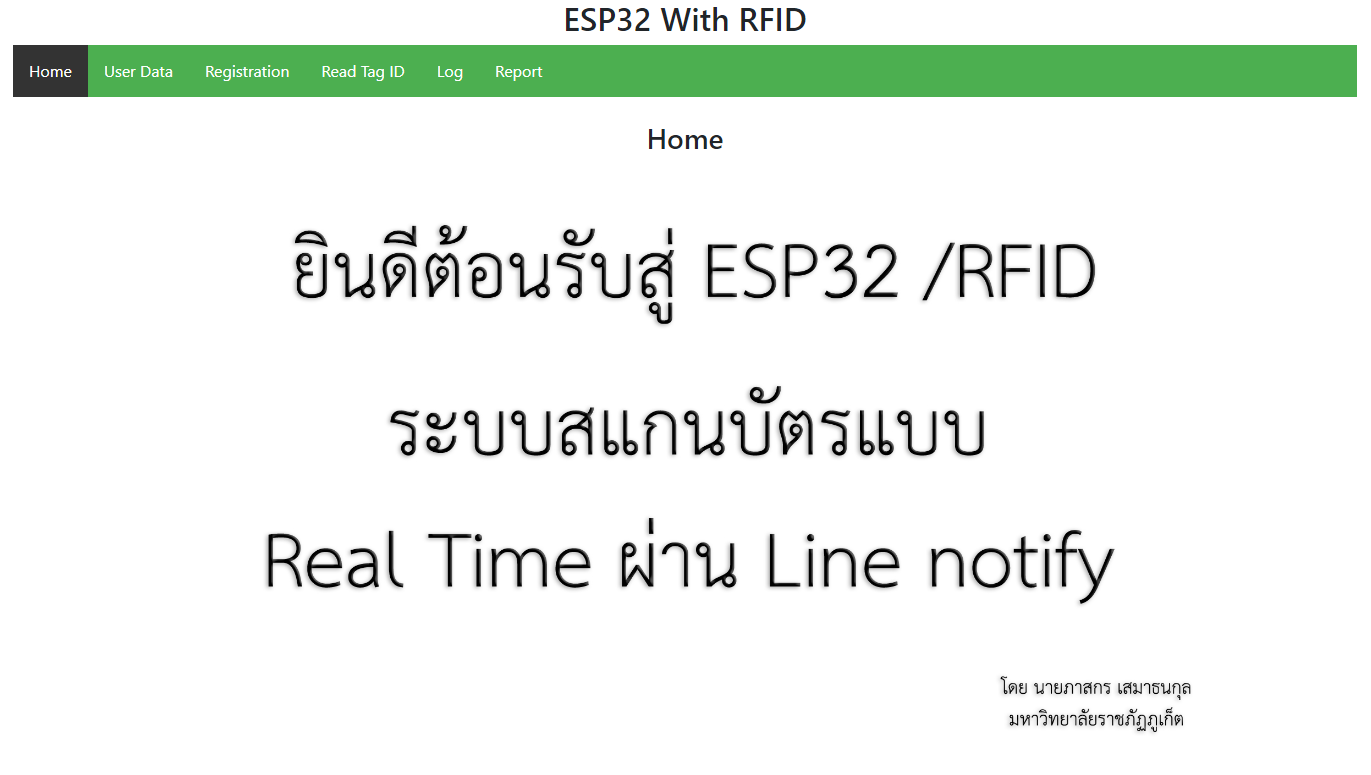 ESP32 With RFID
Home User Data Registration Read Tag ID Log Report
Home
ยินดีต้อนรับสู่ ESP32 /RFID
ระบบสแกนบัตรแบบ
Real Time ผ่าน Line notify
โดย นายภาสกร เสมาธนกุล
มหาวิทยาลัยราชภัฏภูเก็ต